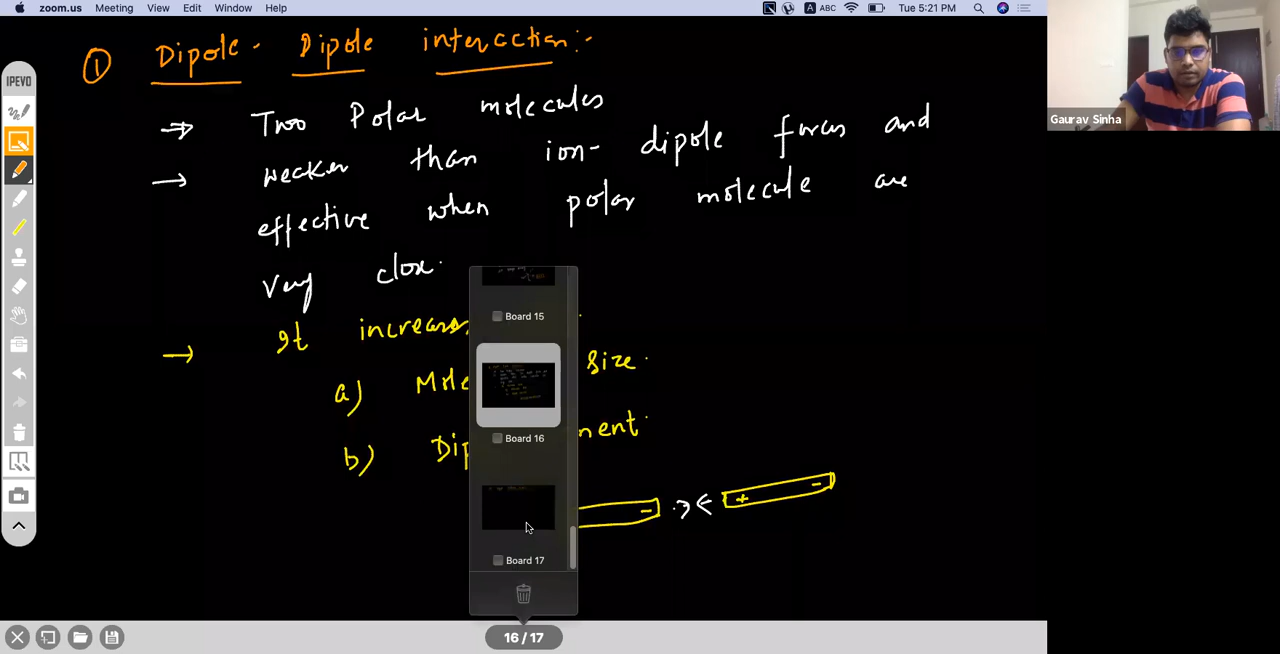 zoom.us Meeting View Edit Window Help
A ABC Tue 5:21 PM
IPEVO
Gaurav Sinha
① Dipole - Dipole interaction:-
⇒ Two Polar molecules
→ weaker than ion- dipole forces and
effective when polar molecule are
very close.
→ It increases
a) Mole size.
b) Dip ment.
- + -
Board 15
Board 16
Board 17
16 / 17